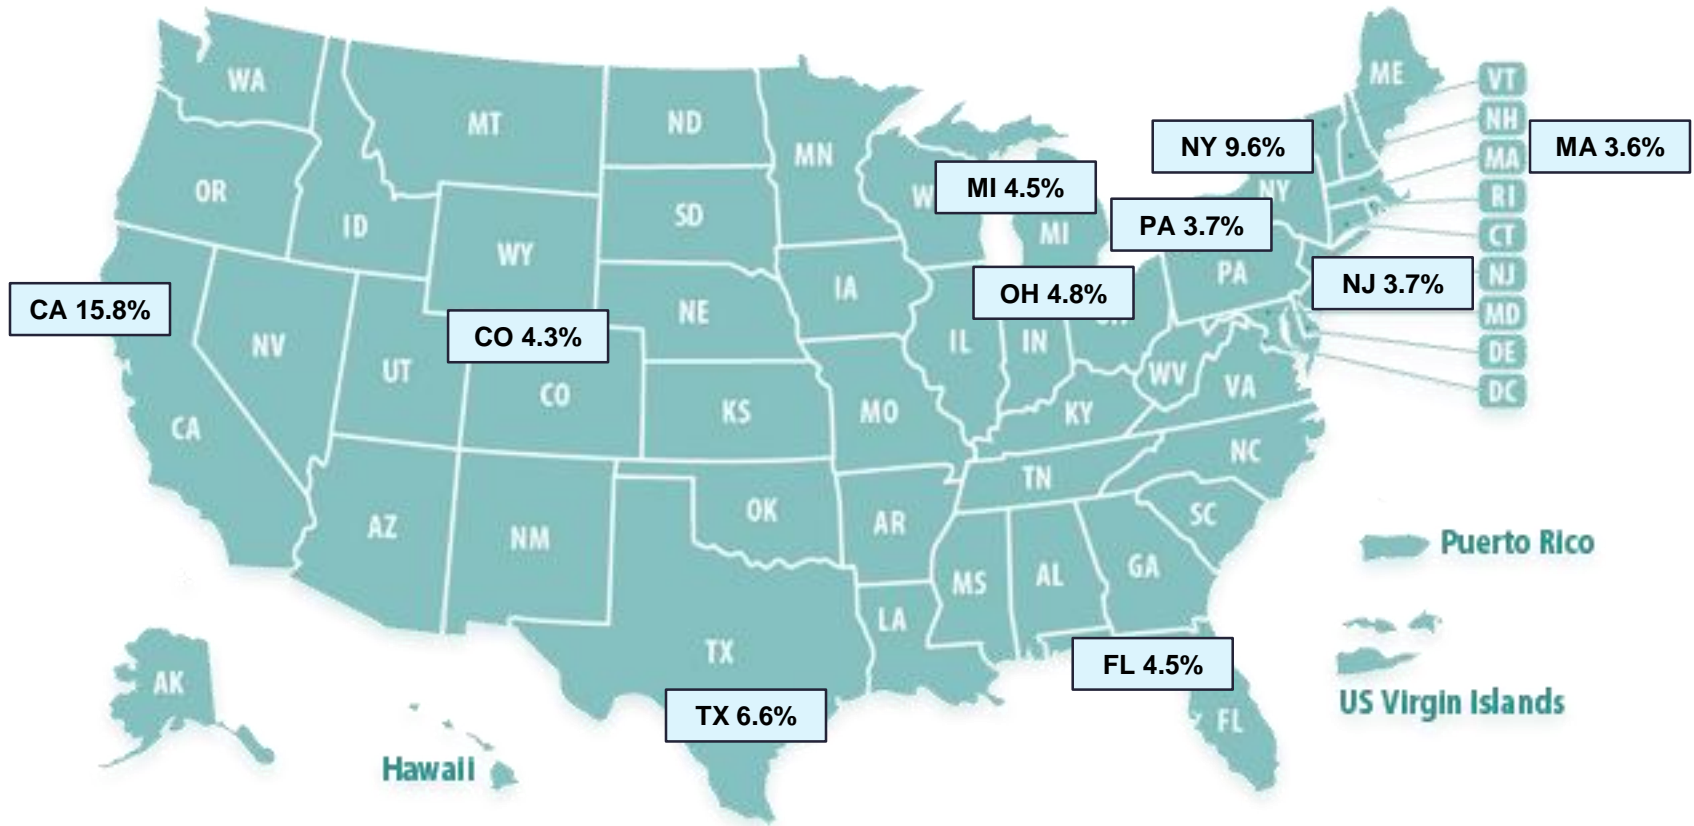 WA
MT
ND
MN
ME
VT
NH
NY 9.6%
MA 3.6%
MA
OR
ID
SD
W
MI 4.5%
NY
RI
WY
MI
PA 3.7%
CT
IA
PA
NJ 3.7%
NJ
CA 15.8%
CO 4.3%
NE
OH 4.8%
MD
NV
UT
IL
IN
DE
WV
VA
DC
CO
KS
MO
KY
CA
NC
TN
AZ
NM
OK
AR
SC
Puerto Rico
MS
AL
GA
LA
TX
FL 4.5%
AK
TX 6.6%
FL
US Virgin Islands
Hawaii